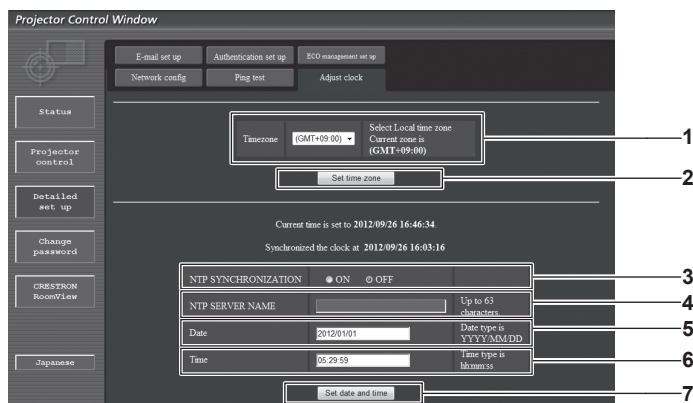 Projector Control Window
E-mail set up
Authentication set up
ECO management set up
Network config
Ping test
Adjust clock
Status
Projector
control
Detailed
set up
Change
password
CRESTRON
RoomView
Japanese
Timezone
(GMT+09:00)
Select Local time zone
Current zone is
(GMT+09:00)
1
Set time zone
2
Current time is set to 2012/09/26 16:46:34.
Synchronized the clock at 2012/09/26 16:03:16
NTP SYNCHRONIZATION ON OFF
3
NTP SERVER NAME
Up to 63
characters.
4
Date
2012/01/01
Date type is
YYYY/MM/DD
5
Time
05:29:59
Time type is
hh:mm:ss
6
Set date and time
7